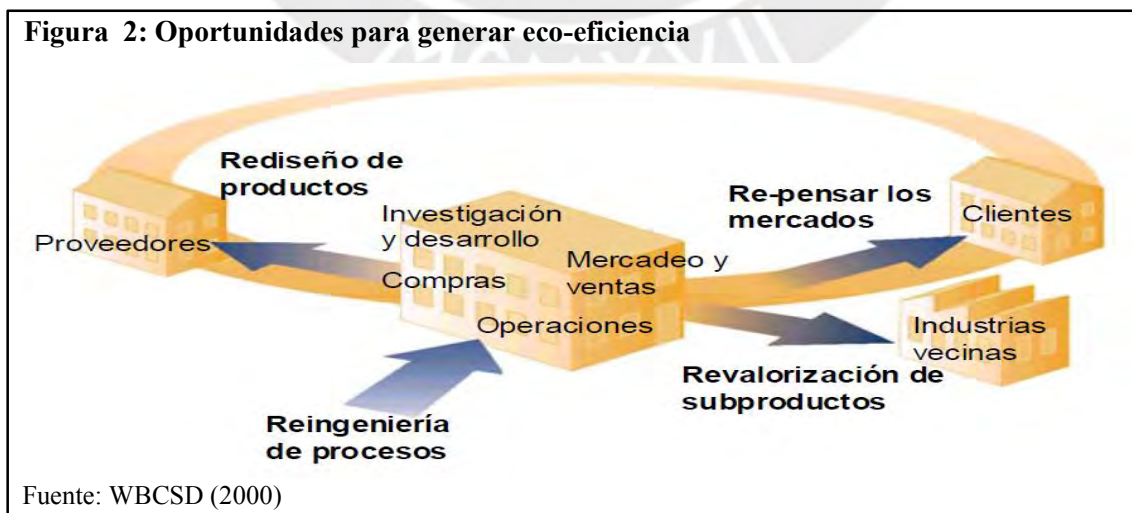 Figura 2: Oportunidades para generar eco-eficiencia
Rediseño de
productos
Re-pensar los
mercados
Clientes
Investigación
y desarrollo
Proveedores
Mercadeo y
ventas
Compras
Operaciones
Industrias
vecinas
Revalorización de
subproductos
Reingeniería
de procesos
Fuente: WBCSD (2000)